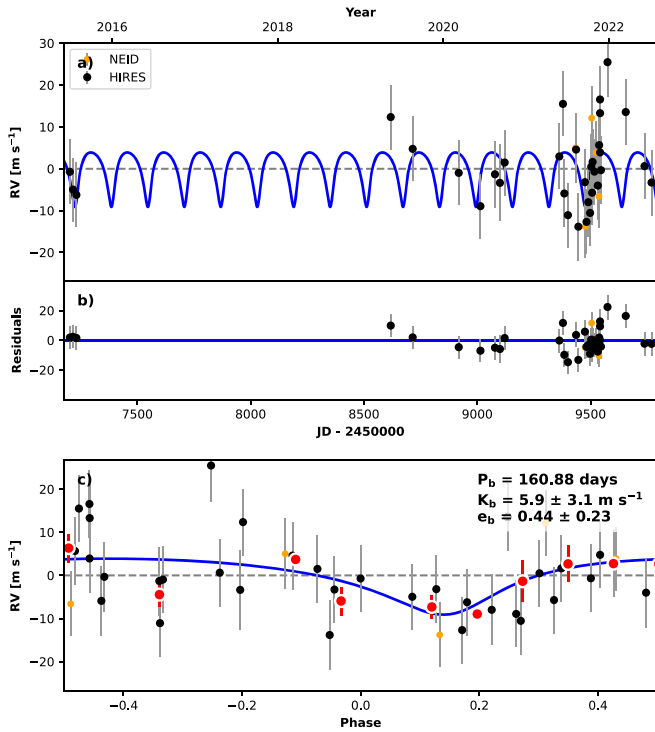 Year
2016 2018 2019 2020 2022
a)
NEID
HIRES
30
20
10
0
−10
−20
RV [m s⁻¹]
b)
20
0
−20
Residuals
7500 8000 8500 9000 9500
JD - 2450000
c)
P_b = 160.88 days
K_b = 5.9 ± 3.1 m s⁻¹
e_b = 0.44 ± 0.23
20
10
0
−10
−20
RV [m s⁻¹]
−0.4 −0.2 0.0 0.2 0.4
Phase